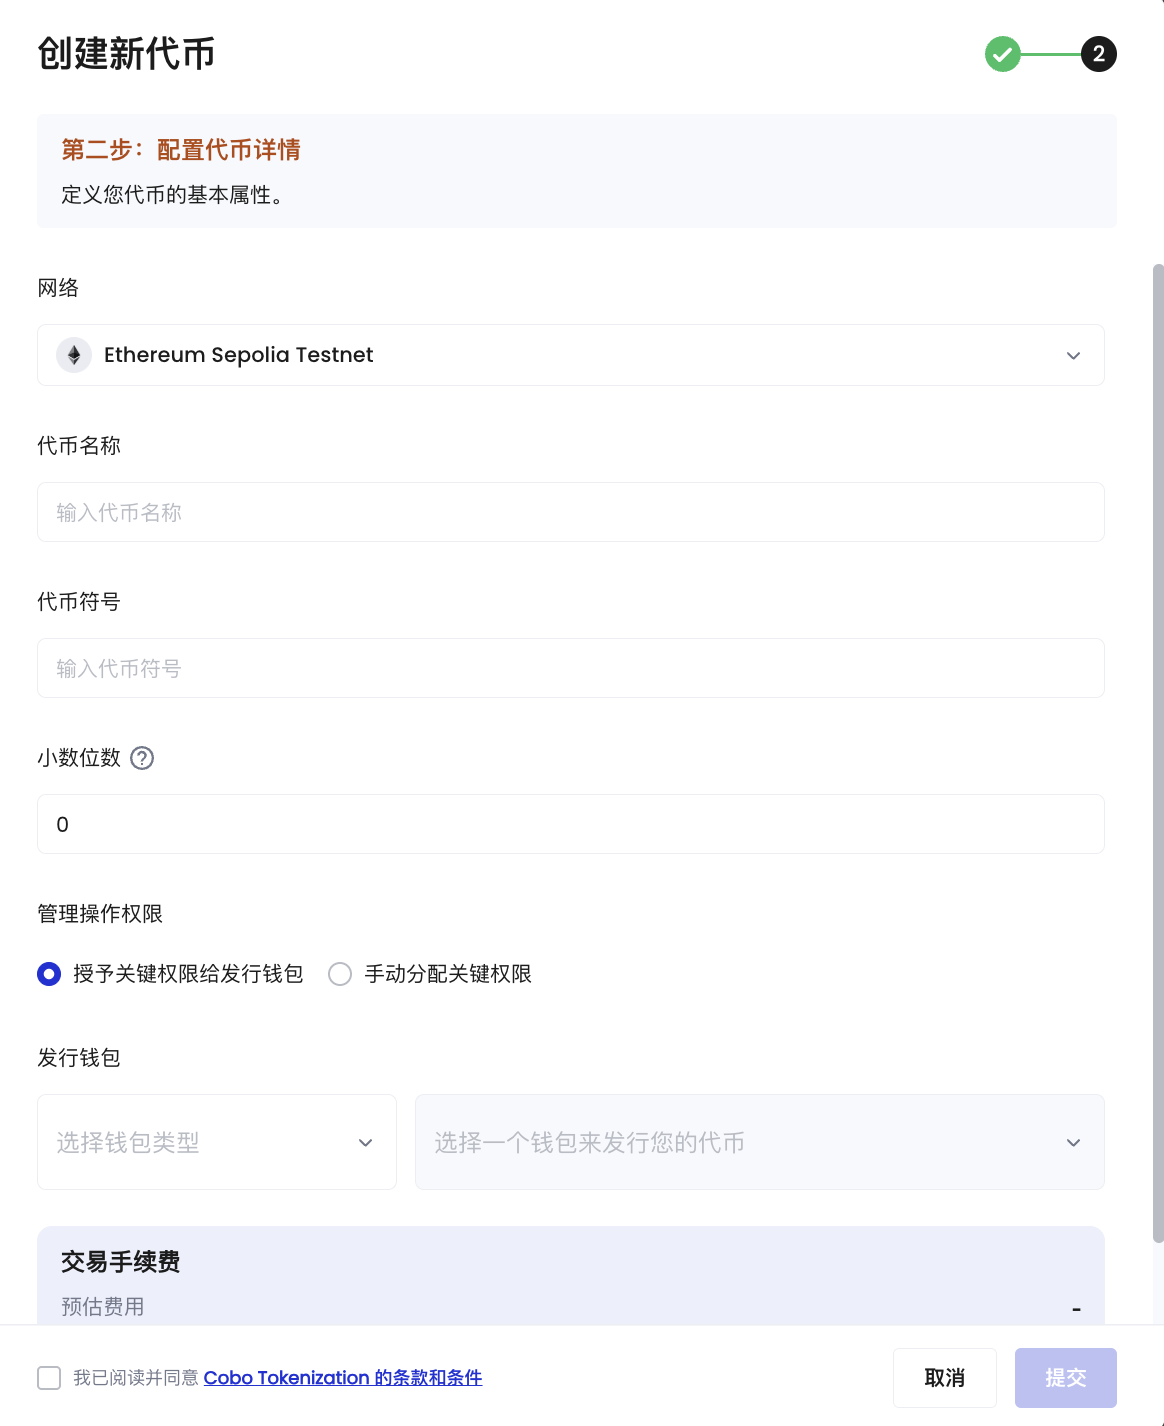 创建新代币
2
第二步：配置代币详情
定义您代币的基本属性。
网络
Ethereum Sepolia Testnet
代币名称
输入代币名称
代币符号
输入代币符号
小数位数 ?
0
管理操作权限
授予关键权限给发行钱包 手动分配关键权限
发行钱包
选择钱包类型 选择一个钱包来发行您的代币
交易手续费
预估费用 -
我已阅读并同意 Cobo Tokenization 的条款和条件 取消 提交